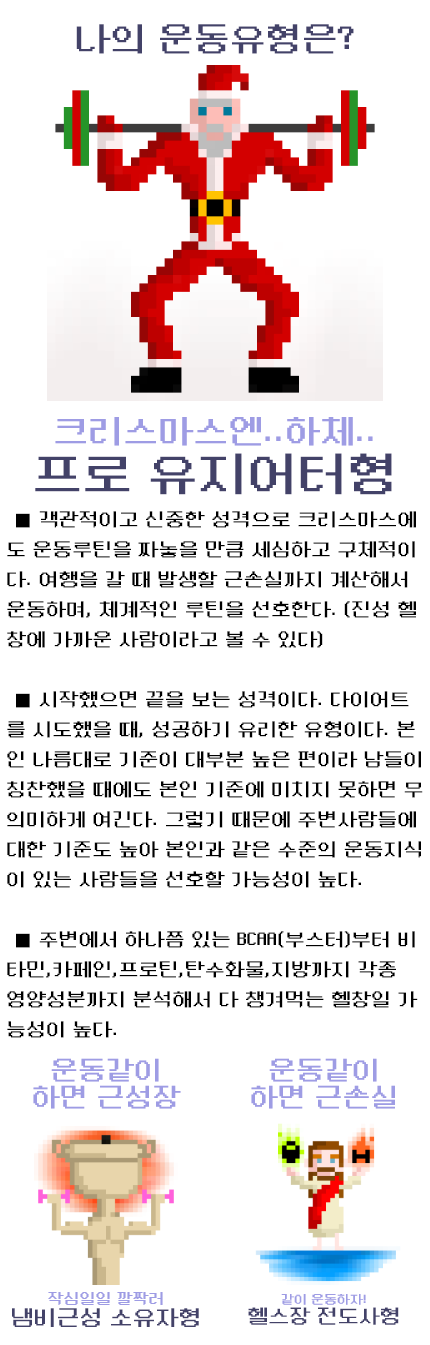 나의 운동유형은?
크리스마스엔..하체..
프로 유지어터형
■ 객관적이고 신중한 성격으로 크리스마스에
도 운동루틴을 짜놓을 만큼 세심하고 구체적이
다. 여행을 갈 때 발생할 근손실까지 계산해서
운동하며, 체계적인 루틴을 선호한다. (진성 헬
창에 가까운 사람이라고 볼 수 있다)
■ 시작했으면 끝을 보는 성격이다. 다이어트
를 시도했을 때, 성공하기 유리한 유형이다. 본
인 나름대로 기준이 대부분 높은 편이라 남들이
칭찬했을 때에도 본인 기준에 미치지 못하면 무
의미하게 여긴다. 그렇기 때문에 주변사람들에
대한 기준도 높아 본인과 같은 수준의 운동지식
이 있는 사람들을 선호할 가능성이 높다.
■ 주변에서 하나쯤 있는 BCAA(부스터)부터 비
타민,카페인,프로틴,탄수화물,지방까지 각종
영양성분까지 분석해서 다 챙겨먹는 헬창일 가
능성이 높다.
운동같이
하면 근성장
운동같이
하면 근손실
작심일일 깔짝러
냄비근성 소유자형
같이 운동하자!
헬스장 전도사형